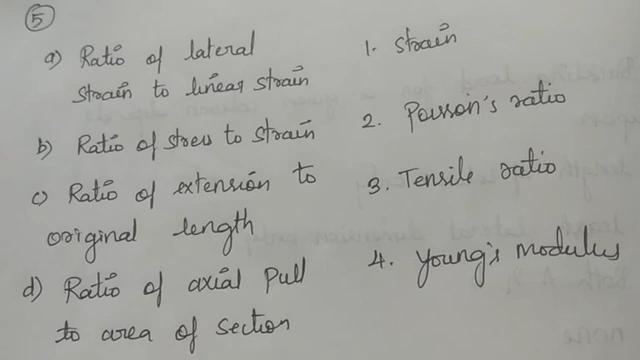 5
a) Ratio of lateral
strain to linear strain
b) Ratio of stress to strain
c) Ratio of extension to
original length
d) Ratio of axial pull
to area of section
1. Strain
2. Poisson's ratio
3. Tensile ratio
4. Young's modulus